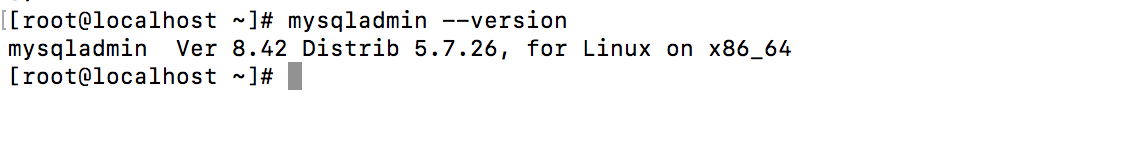 [[root@localhost ~]# mysqladmin --version
mysqladmin  Ver 8.42 Distrib 5.7.26, for Linux on x86_64
[root@localhost ~]#